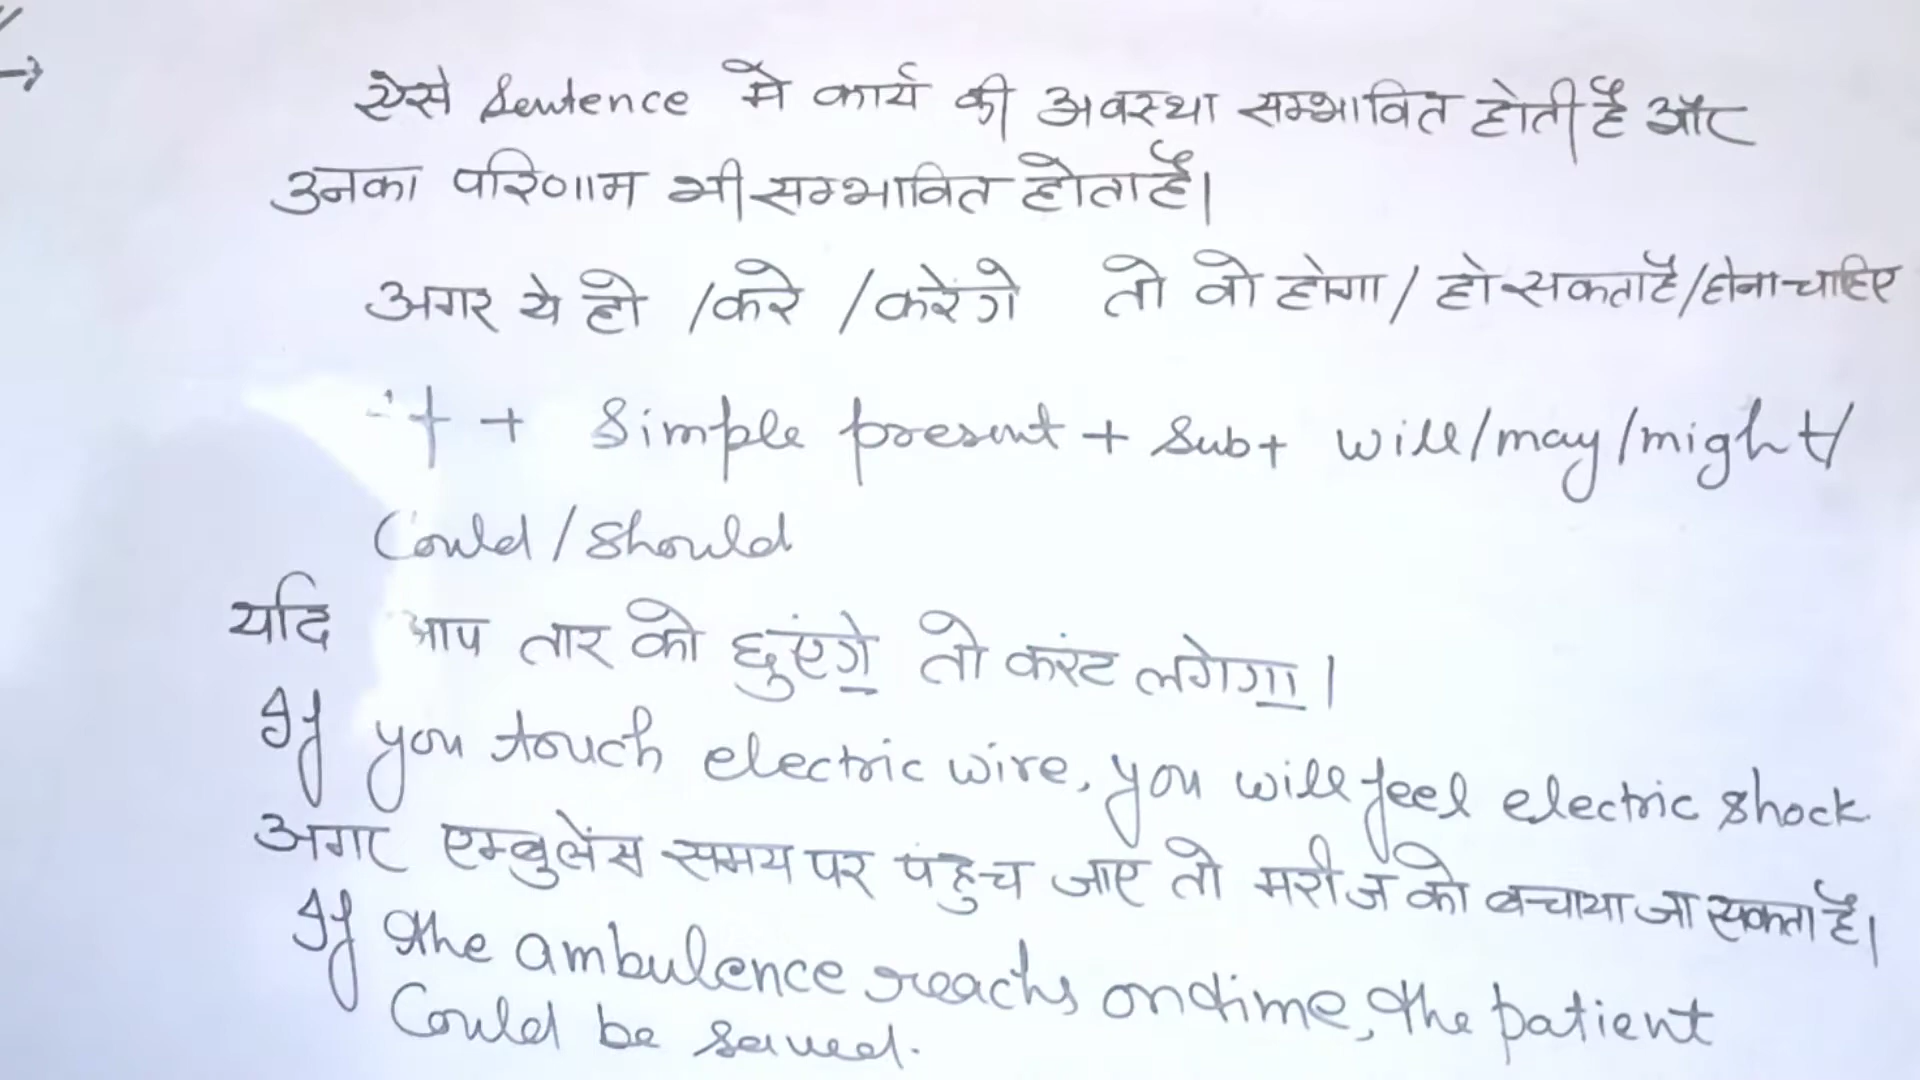 → ऐसे Sentence मे कार्य की अवस्था सम्भावित होती है और
उनका परिणाम भी सम्भावित होता है।
अगर ये हो / करे / करेंगे तो वो होगा / हो सकता है / होना चाहिए
If + Simple present + Sub + will/may/might/
Could / Should
यदि आप तार को छुएंगे तो करंट लगेगा।
If you touch electric wire, you will feel electric shock.
अगर एम्बुलेंस समय पर पहुच जाए तो मरीज को बचाया जा सकता है।
If the ambulence reachs on time, the patient
Could be saved.